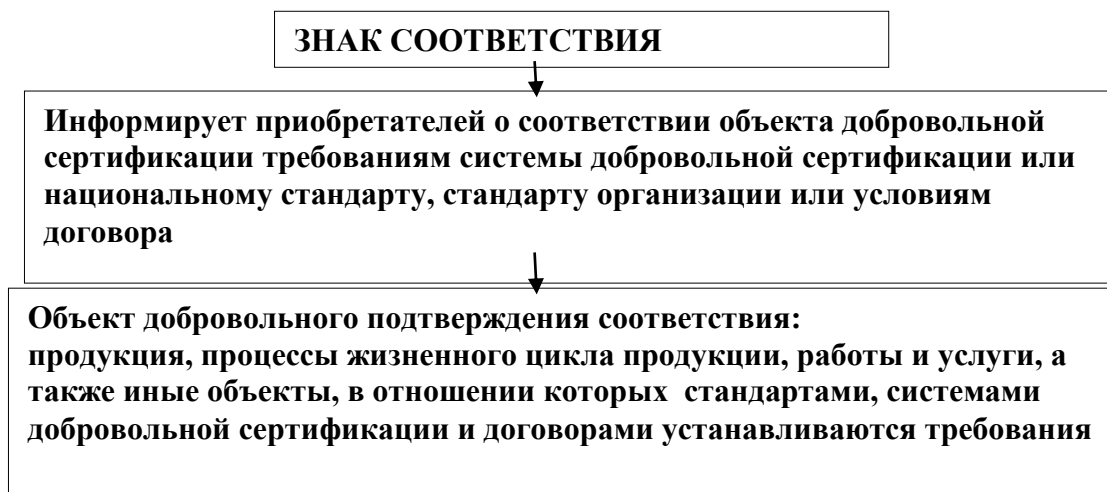 ЗНАК СООТВЕТСТВИЯ
Информирует приобретателей о соответствии объекта добровольной
сертификации требованиям системы добровольной сертификации или
национальному стандарту, стандарту организации или условиям
договора
Объект добровольного подтверждения соответствия:
продукция, процессы жизненного цикла продукции, работы и услуги, а
также иные объекты, в отношении которых стандартами, системами
добровольной сертификации и договорами устанавливаются требования